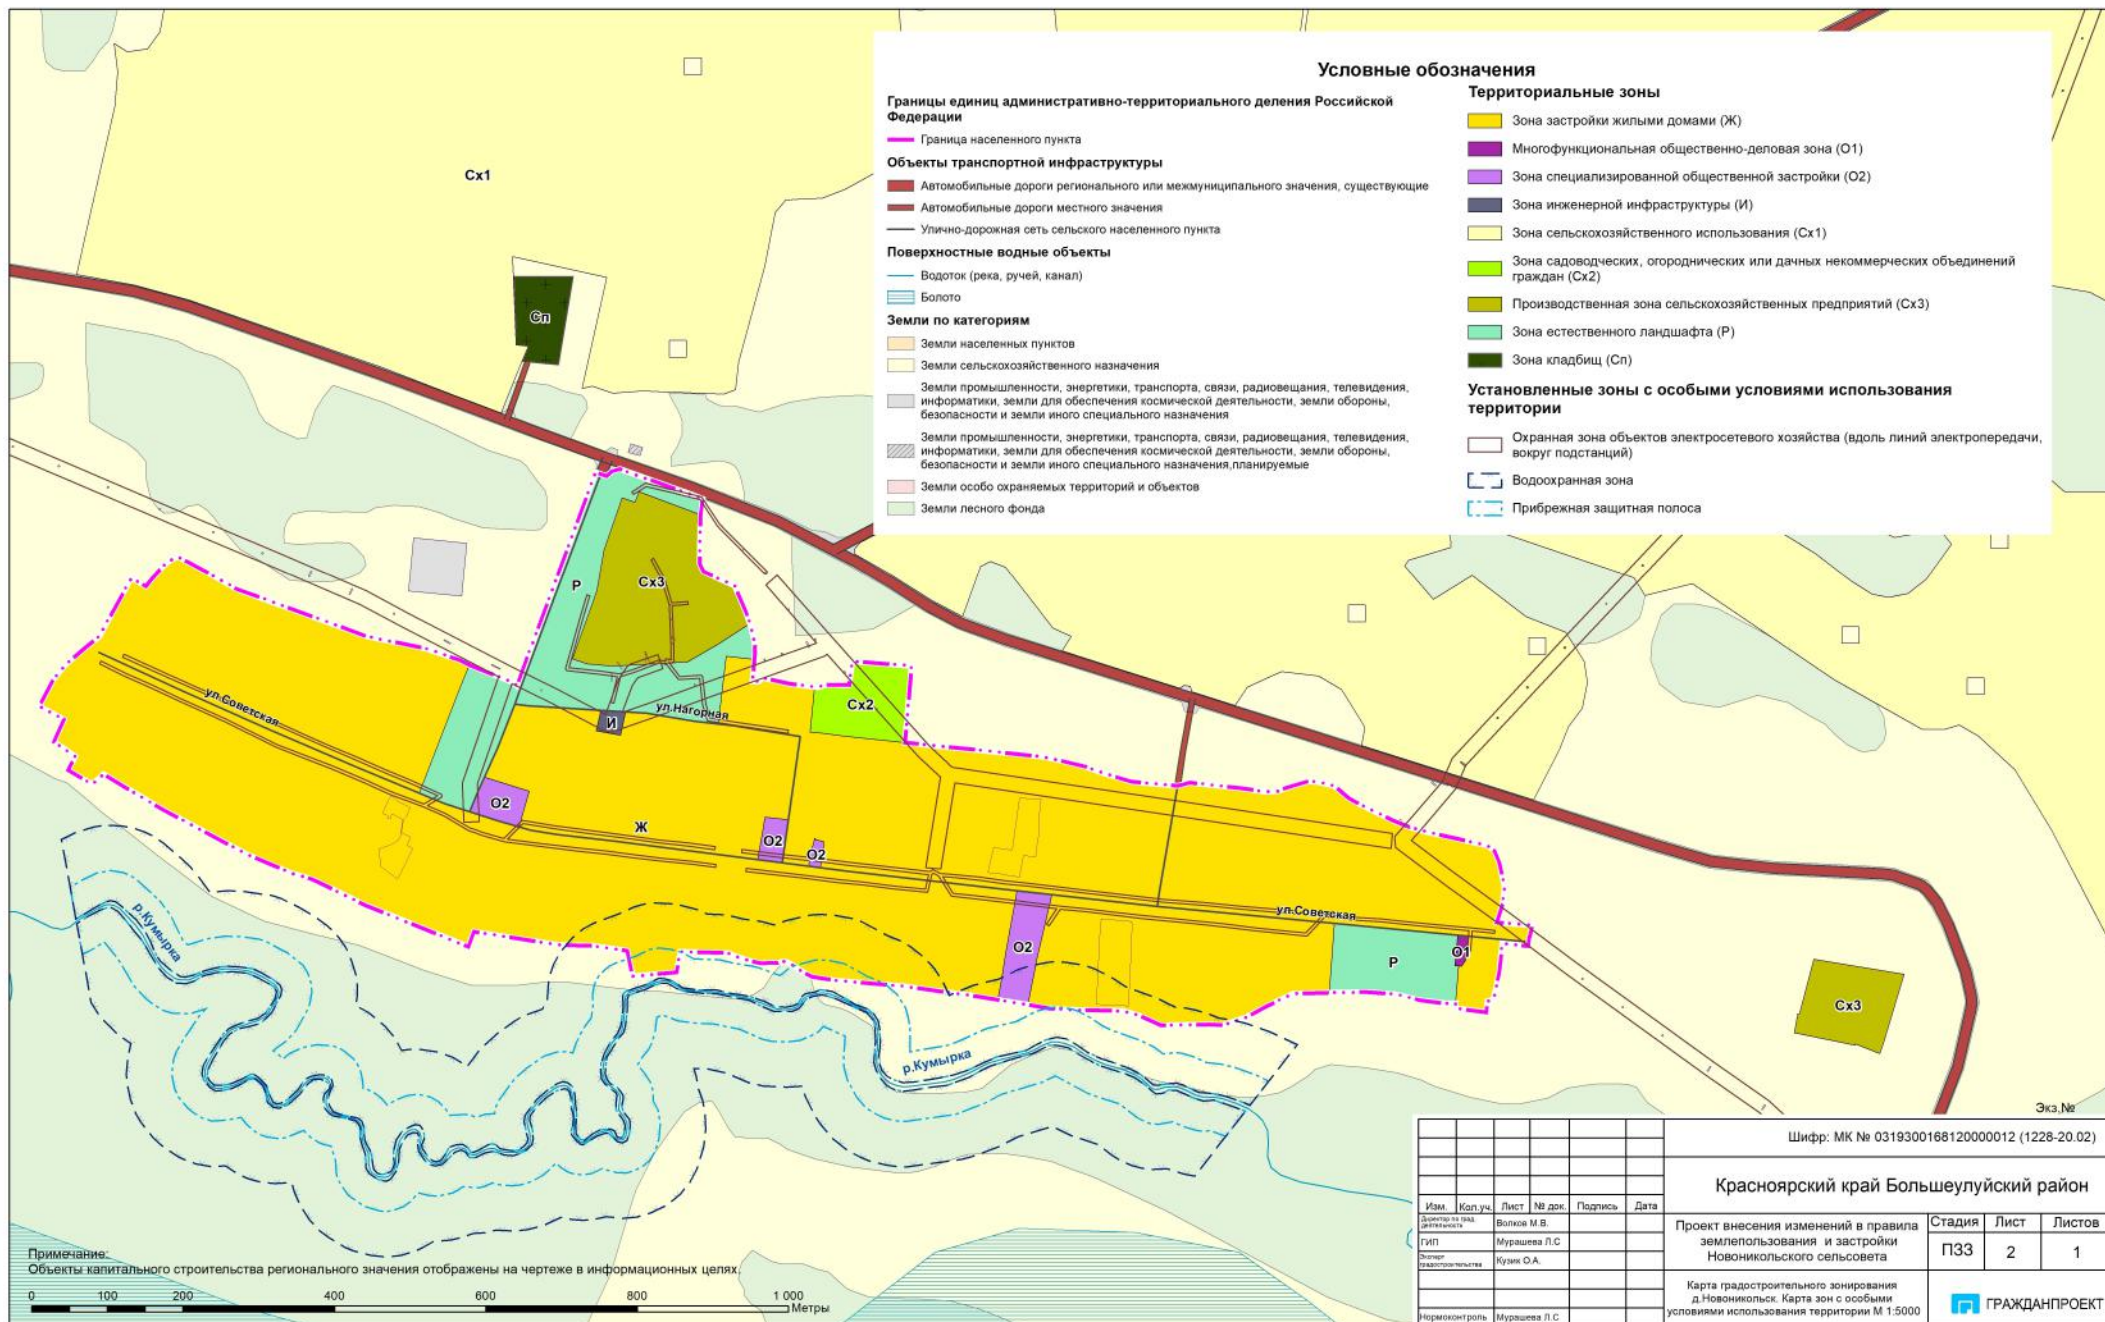 Условные обозначения
Границы единиц административно-территориального деления Российской
Федерации
Граница населенного пункта
Объекты транспортной инфраструктуры
Автомобильные дороги регионального или межмуниципального значения, существующие
Автомобильные дороги местного значения
Улично-дорожная сеть сельского населенного пункта
Поверхностные водные объекты
Водоток (река, ручей, канал)
Болото
Земли по категориям
Земли населенных пунктов
Земли сельскохозяйственного назначения
Земли промышленности, энергетики, транспорта, связи, радиовещания, телевидения,
информатики, земли для обеспечения космической деятельности, земли обороны,
безопасности и земли иного специального назначения
Земли промышленности, энергетики, транспорта, связи, радиовещания, телевидения,
информатики, земли для обеспечения космической деятельности, земли обороны,
безопасности и земли иного специального назначения,планируемые
Земли особо охраняемых территорий и объектов
Земли лесного фонда
Территориальные зоны
Зона застройки жилыми домами (Ж)
Многофункциональная общественно-деловая зона (О1)
Зона специализированной общественной застройки (О2)
Зона инженерной инфраструктуры (И)
Зона сельскохозяйственного использования (Сх1)
Зона садоводческих, огороднических или дачных некоммерческих объединений
граждан (Сх2)
Производственная зона сельскохозяйственных предприятий (Сх3)
Зона естественного ландшафта (Р)
Зона кладбищ (Сп)
Установленные зоны с особыми условиями использования
территории
Охранная зона объектов электросетевого хозяйства (вдоль линий электропередачи,
вокруг подстанций)
Водоохранная зона
Прибрежная защитная полоса
Сх1
Сп
Р
Сх3
ул.Советская
И
ул.Нагорная
Сх2
О2
Ж
О2
О2
ул.Советская
О2
Р
О1
Сх3
р.Кумырка
р.Кумырка
Примечание:
Объекты капитального строительства регионального значения отображены на чертеже в информационных целях.
0 100 200 400 600 800 1 000
Метры
Экз.№
Шифр: МК № 0319300168120000012 (1228-20.02)
Красноярский край Большеулуйский район
Изм. Кол.уч. Лист № док. Подпись Дата
Директор по град. деятельности Волков М.В.
ГИП Мурашева Л.С
Эксперт градостроительства Кузик О.А.
Нормоконтроль Мурашева Л.С
Проект внесения изменений в правила
землепользования и застройки
Новоникольского сельсовета
Стадия Лист Листов
ПЗЗ 2 1
Карта градостроительного зонирования
д.Новоникольск. Карта зон с особыми
условиями использования территории М 1:5000
ГРАЖДАНПРОЕКТ